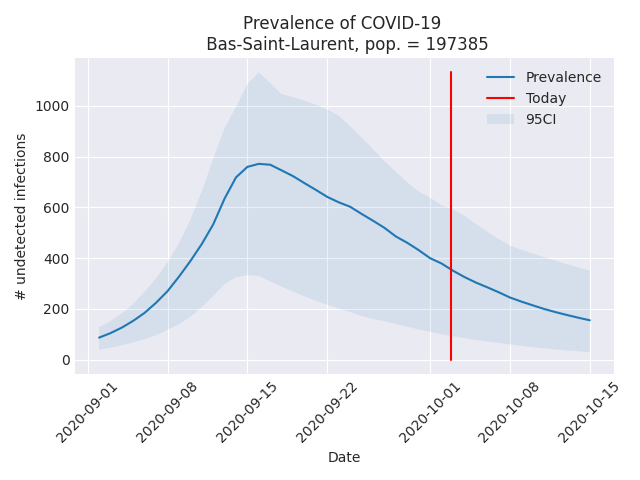 Prevalence of COVID-19
Bas-Saint-Laurent, pop. = 197385
Prevalence
Today
95CI
# undetected infections
1000
800
600
400
200
0
2020-09-01
2020-09-08
2020-09-15
2020-09-22
2020-10-01
2020-10-08
2020-10-15
Date